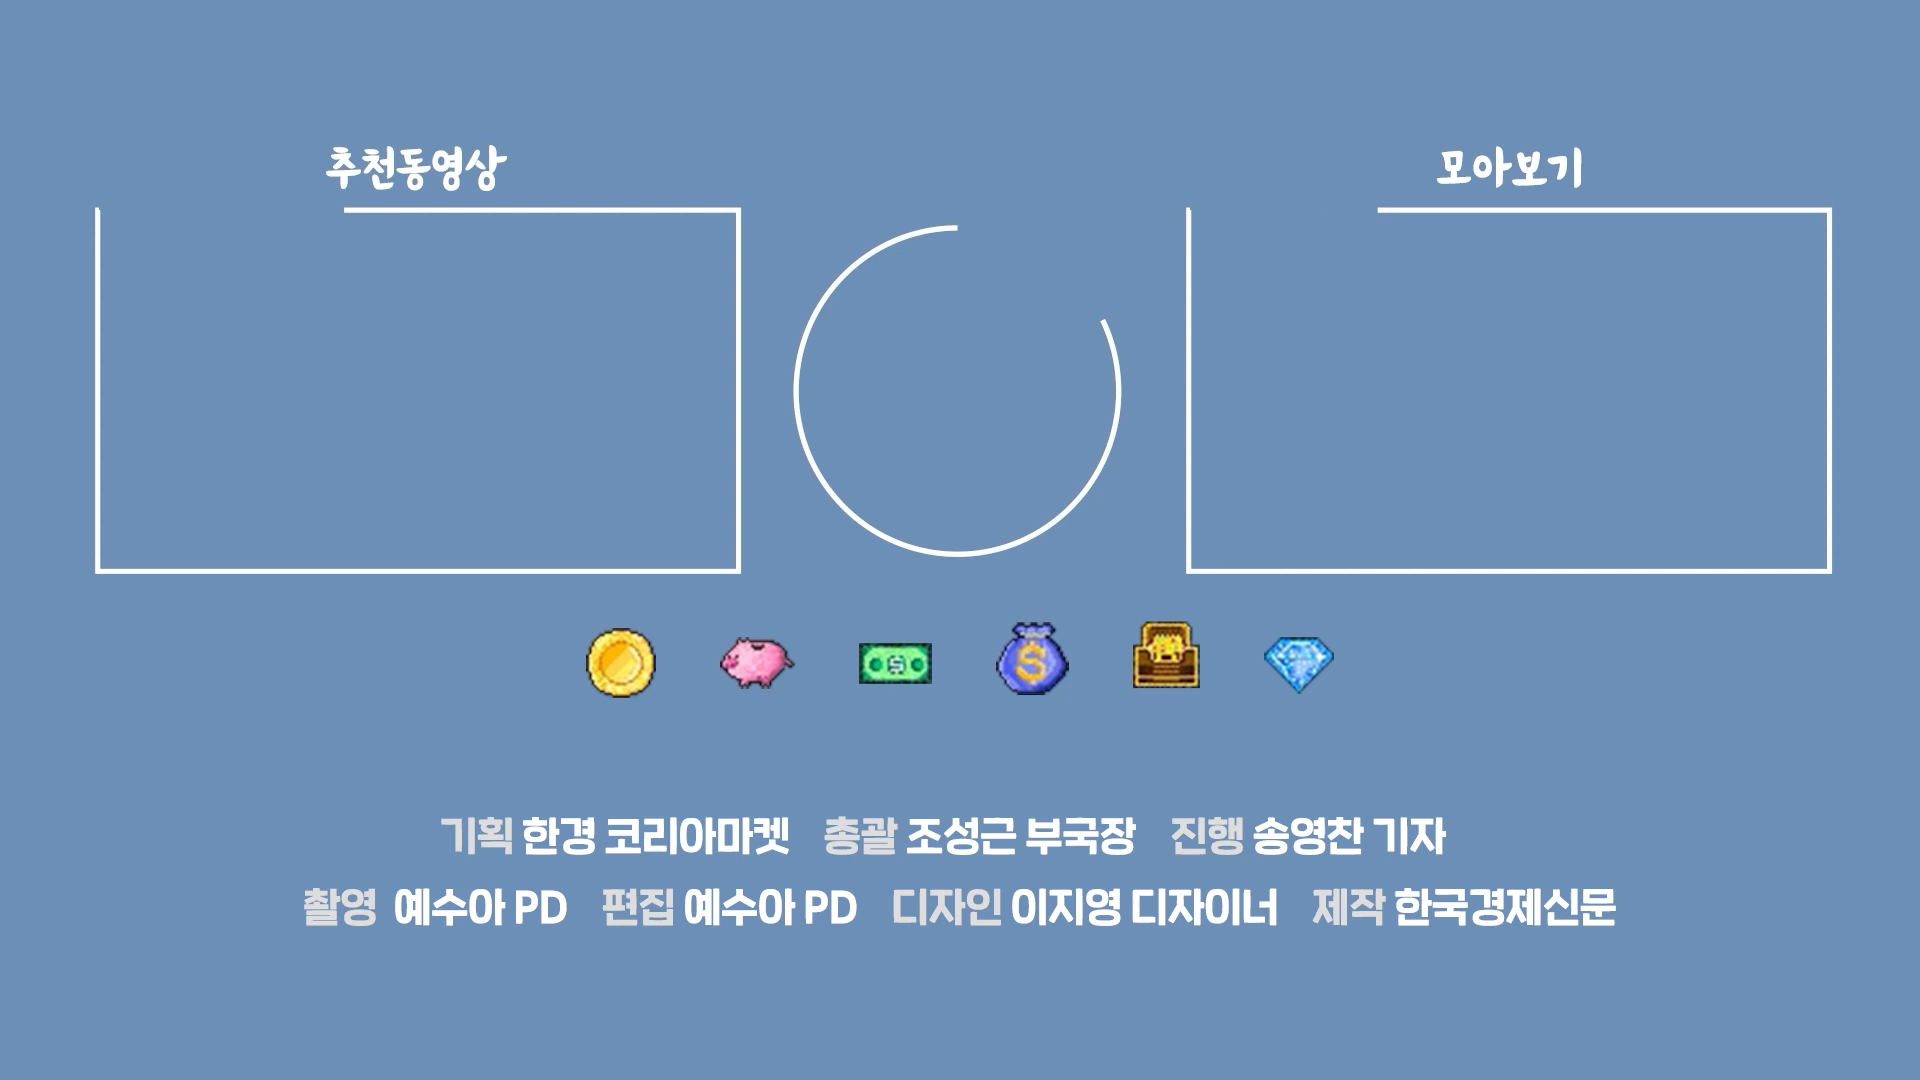 추천동영상
모아보기
기획 한경 코리아마켓 총괄 조성근 부국장 진행 송영찬 기자
촬영 예수아 PD 편집 예수아 PD 디자인 이지영 디자이너 제작 한국경제신문